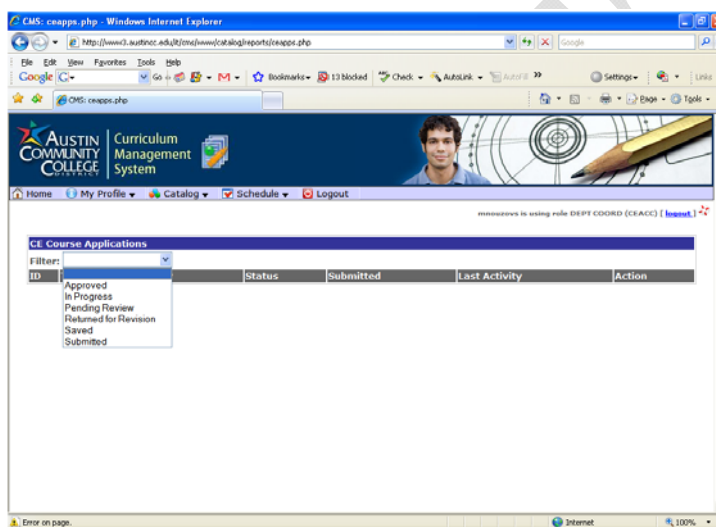 CMS: ceapps.php - Windows Internet Explorer
http://www3.austincc.edu/it/cms/www/catalog/reports/ceapps.php
Google
File Edit View Favorites Tools Help
Google G Go Bookmarks 13 blocked Check AutoLink AutoFill Settings Links
CMS: ceapps.php Page Tools
AUSTIN COMMUNITY COLLEGE DISTRICT
Curriculum Management System
Home My Profile Catalog Schedule Logout
mnourovs is using role DEPT COORD (CEACC) [ logout ]
CE Course Applications
Filter:
ID Status Submitted Last Activity Action
Approved
In Progress
Pending Review
Returned for Revision
Saved
Submitted
Error on page. Internet 100%